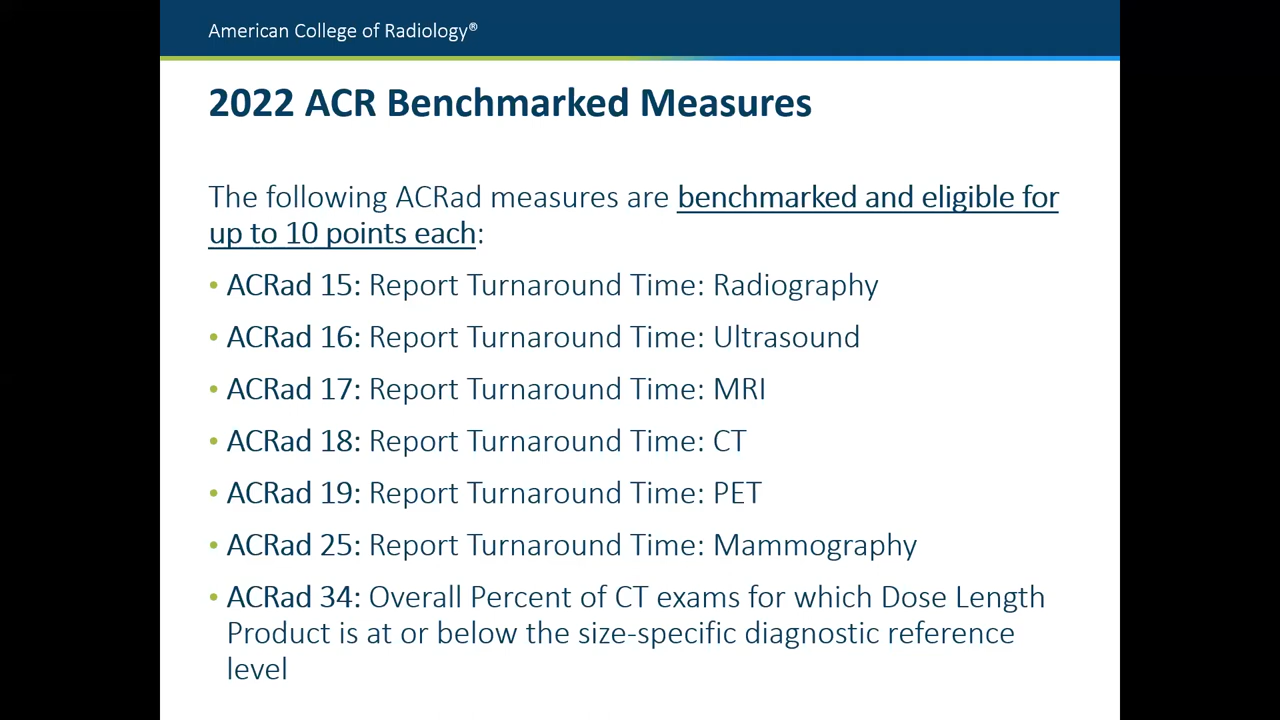 American College of Radiology®
2022 ACR Benchmarked Measures
The following ACRad measures are benchmarked and eligible for
up to 10 points each:
• ACRad 15: Report Turnaround Time: Radiography
• ACRad 16: Report Turnaround Time: Ultrasound
• ACRad 17: Report Turnaround Time: MRI
• ACRad 18: Report Turnaround Time: CT
• ACRad 19: Report Turnaround Time: PET
• ACRad 25: Report Turnaround Time: Mammography
• ACRad 34: Overall Percent of CT exams for which Dose Length
Product is at or below the size-specific diagnostic reference
level